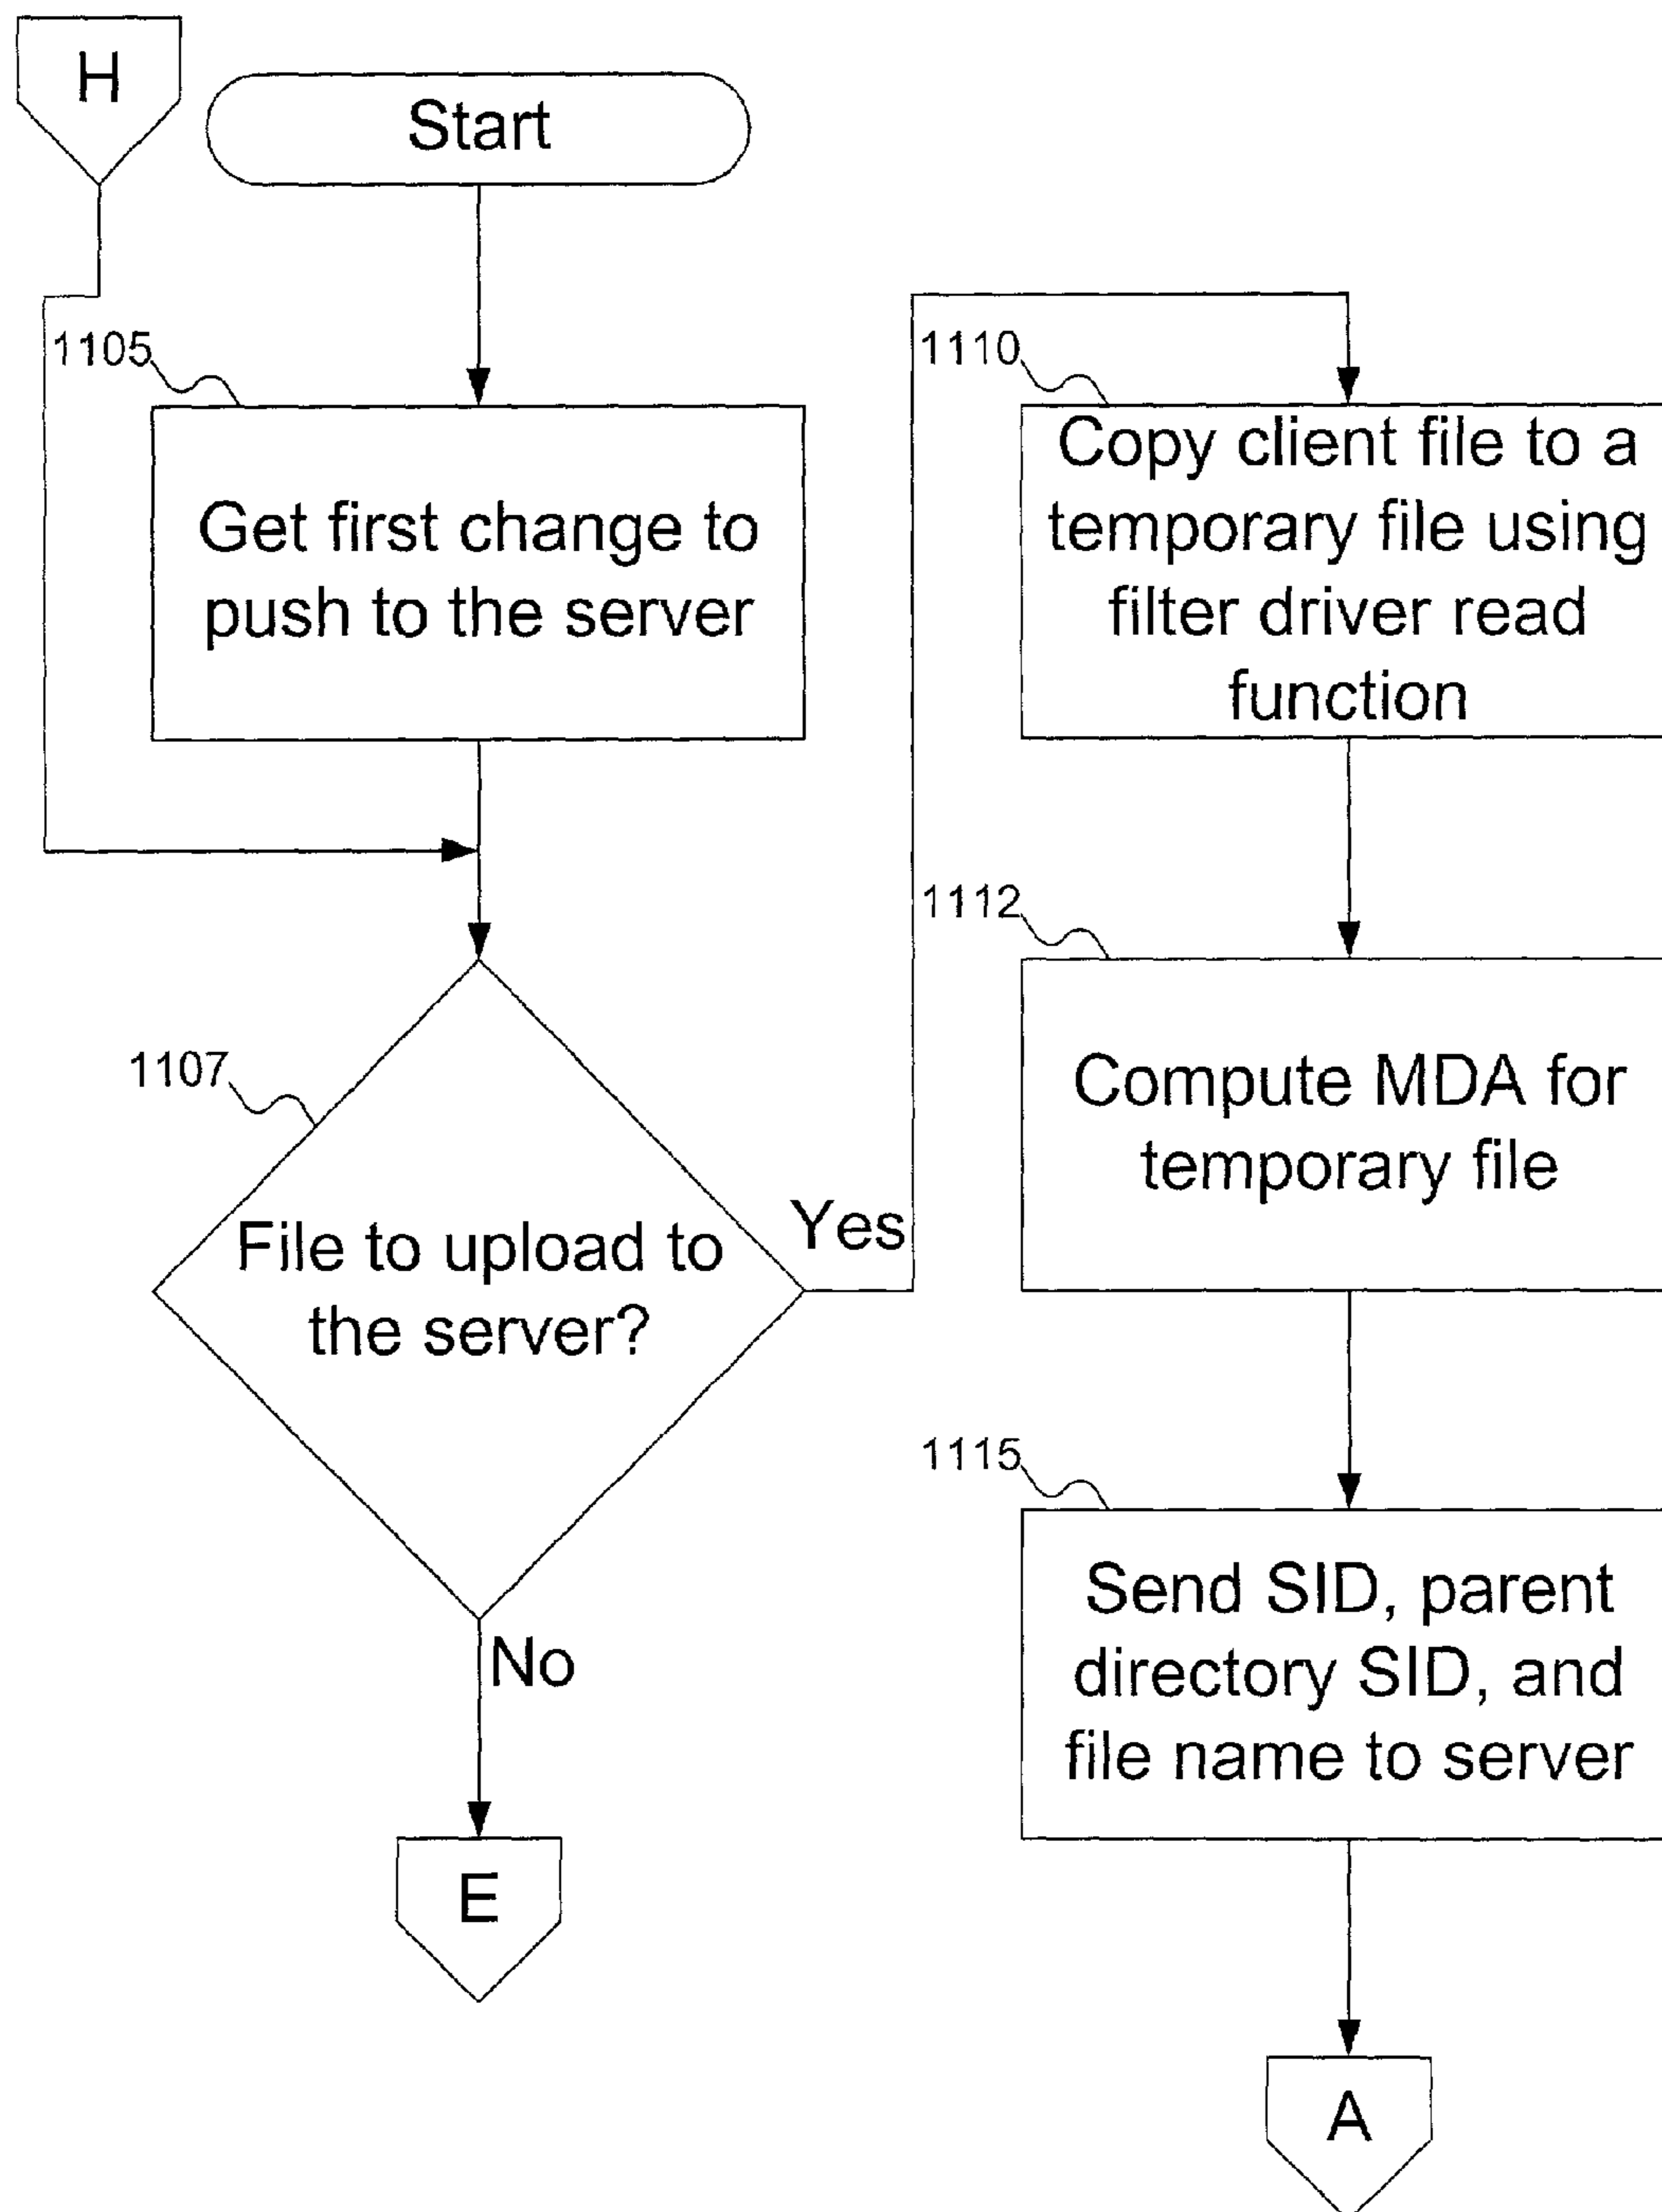 H
Start
1105
Get first change to
push to the server
1107
File to upload to
the server?
Yes
No
E
1110
Copy client file to a
temporary file using
filter driver read
function
1112
Compute MDA for
temporary file
1115
Send SID, parent
directory SID, and
file name to server
A